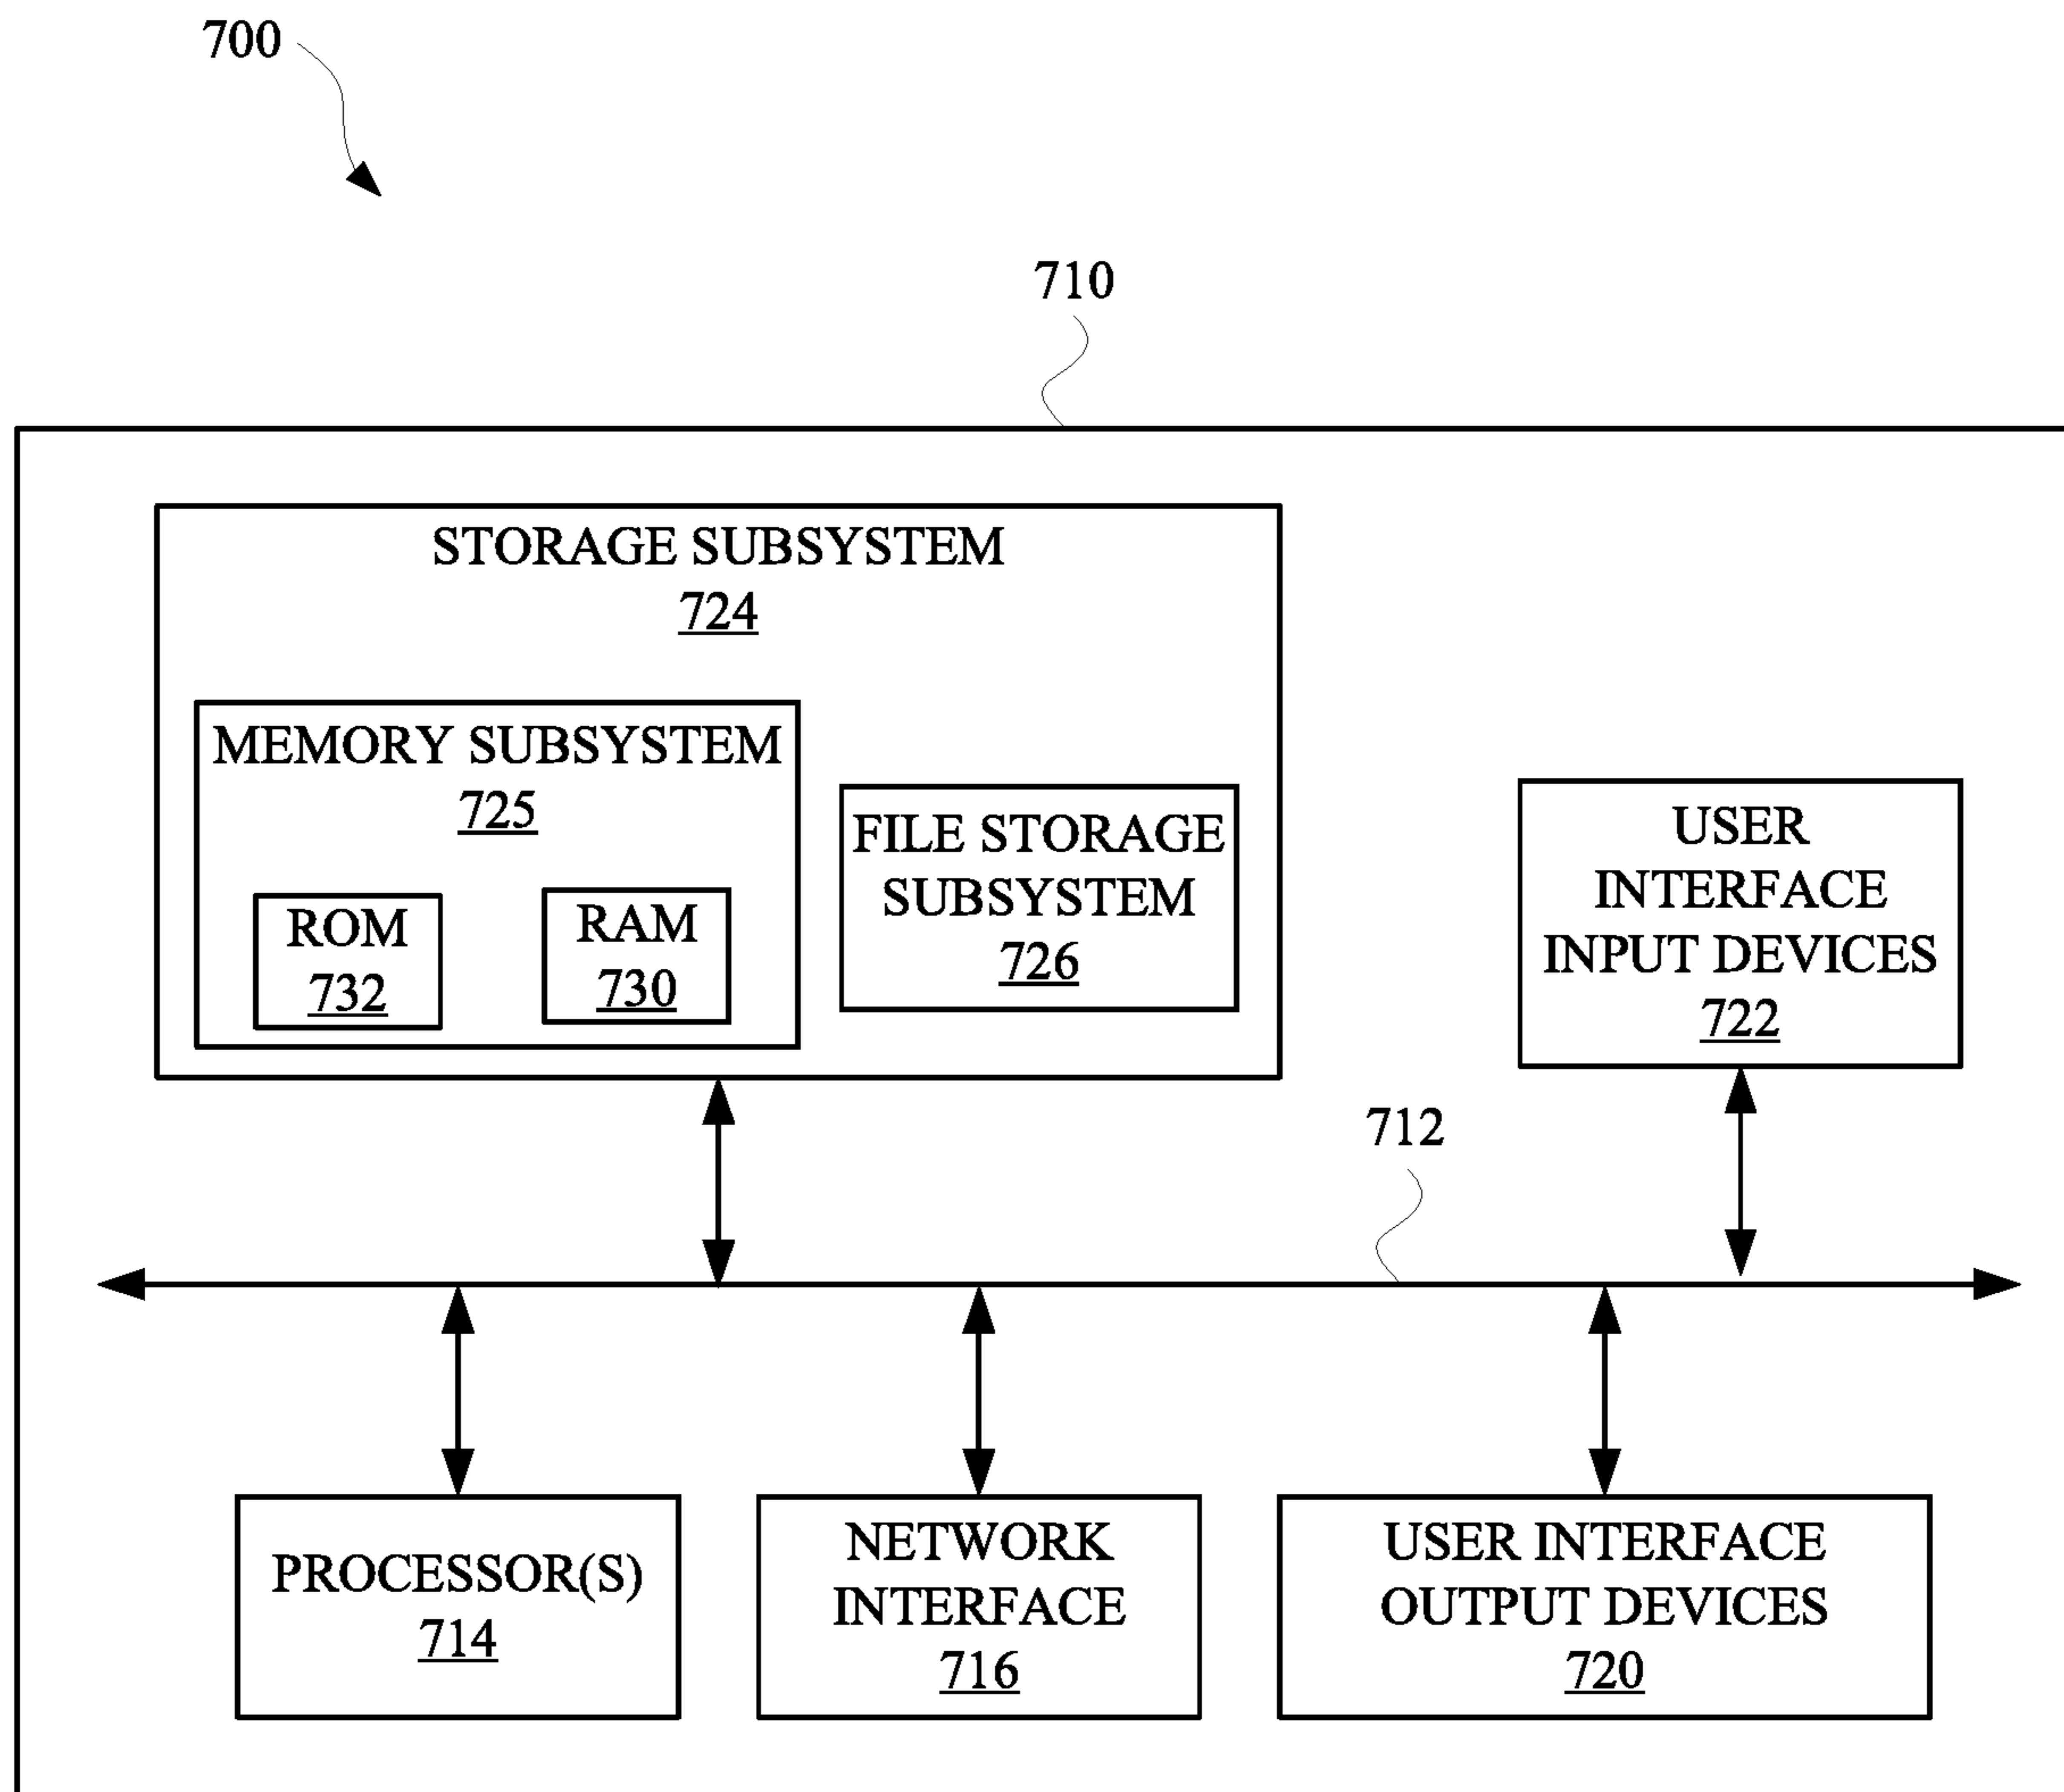 700
710
STORAGE SUBSYSTEM
724
MEMORY SUBSYSTEM
725
ROM
732
RAM
730
FILE STORAGE
SUBSYSTEM
726
USER
INTERFACE
INPUT DEVICES
722
712
PROCESSOR(S)
714
NETWORK
INTERFACE
716
USER INTERFACE
OUTPUT DEVICES
720